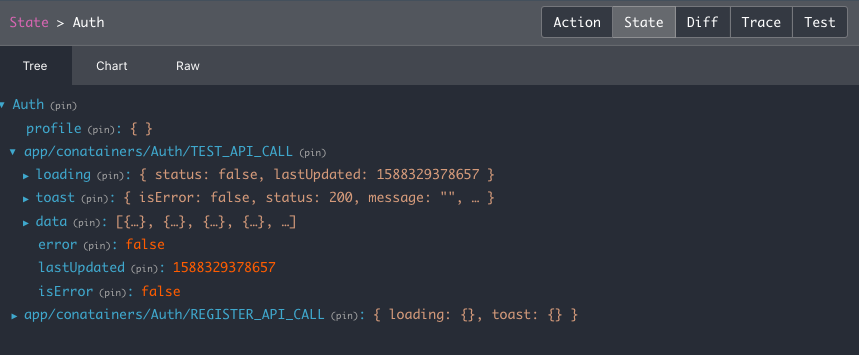 State > Auth
Action State Diff Trace Test
Tree Chart Raw
Auth (pin)
profile (pin): { }
app/conatainers/Auth/TEST_API_CALL (pin)
loading (pin): { status: false, lastUpdated: 1588329378657 }
toast (pin): { isError: false, status: 200, message: "", … }
data (pin): [{…}, {…}, {…}, {…}, …]
error (pin): false
lastUpdated (pin): 1588329378657
isError (pin): false
app/conatainers/Auth/REGISTER_API_CALL (pin): { loading: {}, toast: {} }